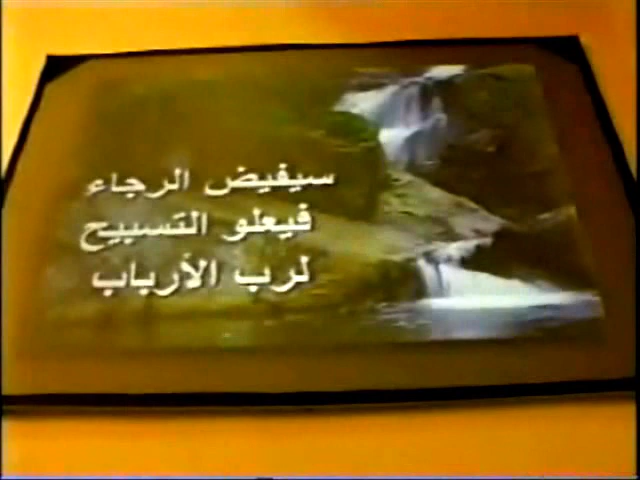 سيفيض الرجاء
فيعلو التسبيح
لرب الأرباب